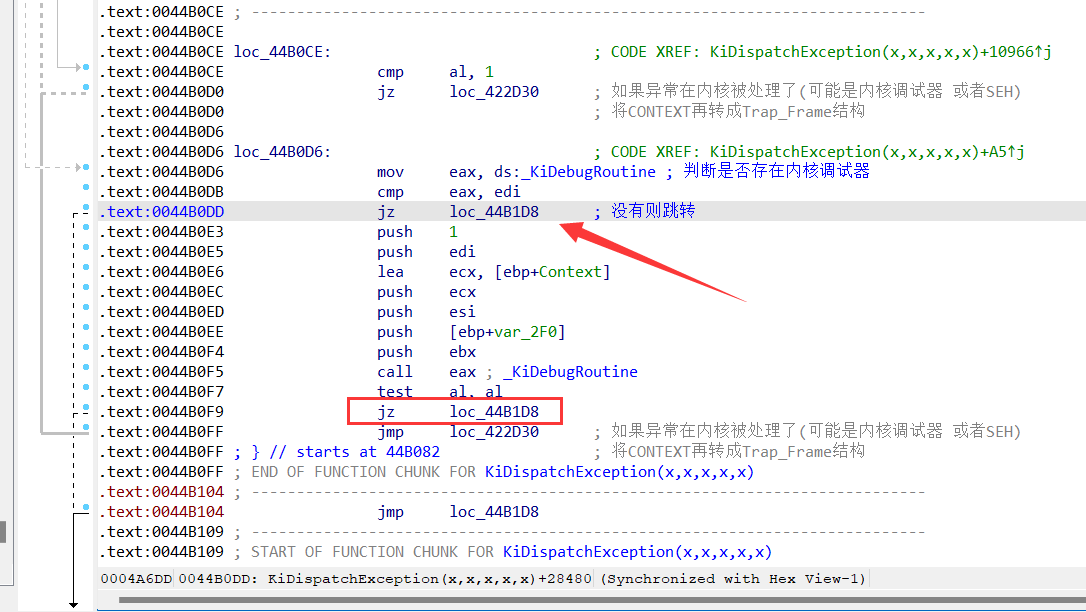 .text:0044B0CE ; ---------------------------------------------------------------------------
.text:0044B0CE
.text:0044B0CE loc_44B0CE: ; CODE XREF: KiDispatchException(x,x,x,x,x)+10966↑j
.text:0044B0CE cmp al, 1
.text:0044B0D0 jz loc_422D30 ; 如果异常在内核被处理了(可能是内核调试器 或者SEH)
.text:0044B0D0 ; 将CONTEXT再转成Trap_Frame结构
.text:0044B0D6
.text:0044B0D6 loc_44B0D6: ; CODE XREF: KiDispatchException(x,x,x,x,x)+A5↑j
.text:0044B0D6 mov eax, ds:_KiDebugRoutine ; 判断是否存在内核调试器
.text:0044B0DB cmp eax, edi
.text:0044B0DD jz loc_44B1D8 ; 没有则跳转
.text:0044B0E3 push 1
.text:0044B0E5 push edi
.text:0044B0E6 lea ecx, [ebp+Context]
.text:0044B0EC push ecx
.text:0044B0ED push esi
.text:0044B0EE push [ebp+var_2F0]
.text:0044B0F4 push ebx
.text:0044B0F5 call eax ; _KiDebugRoutine
.text:0044B0F7 test al, al
.text:0044B0F9 jz loc_44B1D8
.text:0044B0FF jmp loc_422D30 ; 如果异常在内核被处理了(可能是内核调试器 或者SEH)
.text:0044B0FF ; } // starts at 44B082 ; 将CONTEXT再转成Trap_Frame结构
.text:0044B0FF ; END OF FUNCTION CHUNK FOR KiDispatchException(x,x,x,x,x)
.text:0044B104 ; ---------------------------------------------------------------------------
.text:0044B104 jmp loc_44B1D8
.text:0044B109 ; ---------------------------------------------------------------------------
.text:0044B109 ; START OF FUNCTION CHUNK FOR KiDispatchException(x,x,x,x,x)
0004A6DD 0044B0DD: KiDispatchException(x,x,x,x,x)+28480 (Synchronized with Hex View-1)